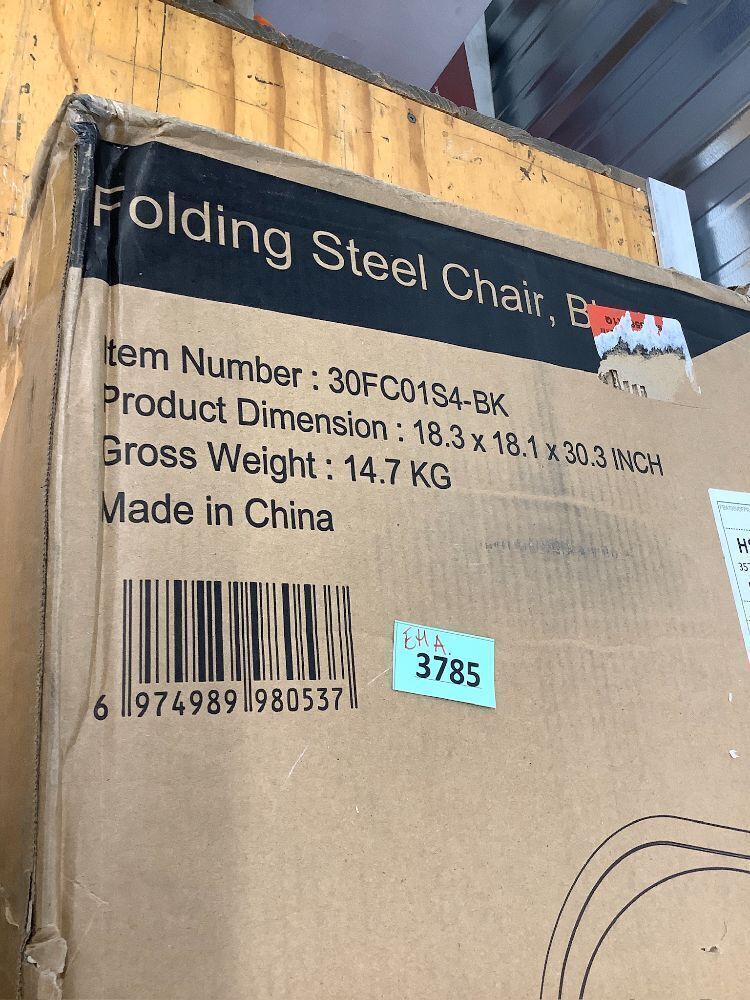 Folding Steel Chair,
Item Number : 30FC01S4-BK
Product Dimension : 18.3 x 18.1 x 30.3 INCH
Gross Weight : 14.7 KG
Made in China
6 974989 980537
EMA.
3785